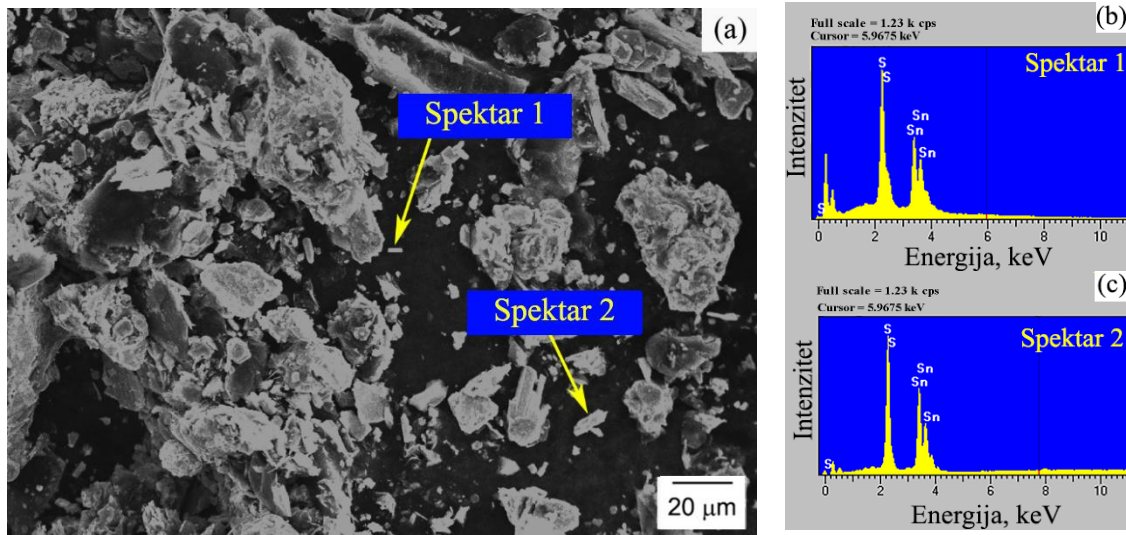 (a)
Spektar 1
Spektar 2
20 μm
(b)
Full scale = 1.23 k cps
Cursor = 5.9675 keV
Spektar 1
S
S
Sn
Sn
Sn
S
Intenzitet
0 2 4 6 8 10
Energija, keV
(c)
Full scale = 1.23 k cps
Cursor = 5.9675 keV
Spektar 2
S
S
Sn
Sn
Sn
S
Intenzitet
0 2 4 6 8 10
Energija, keV